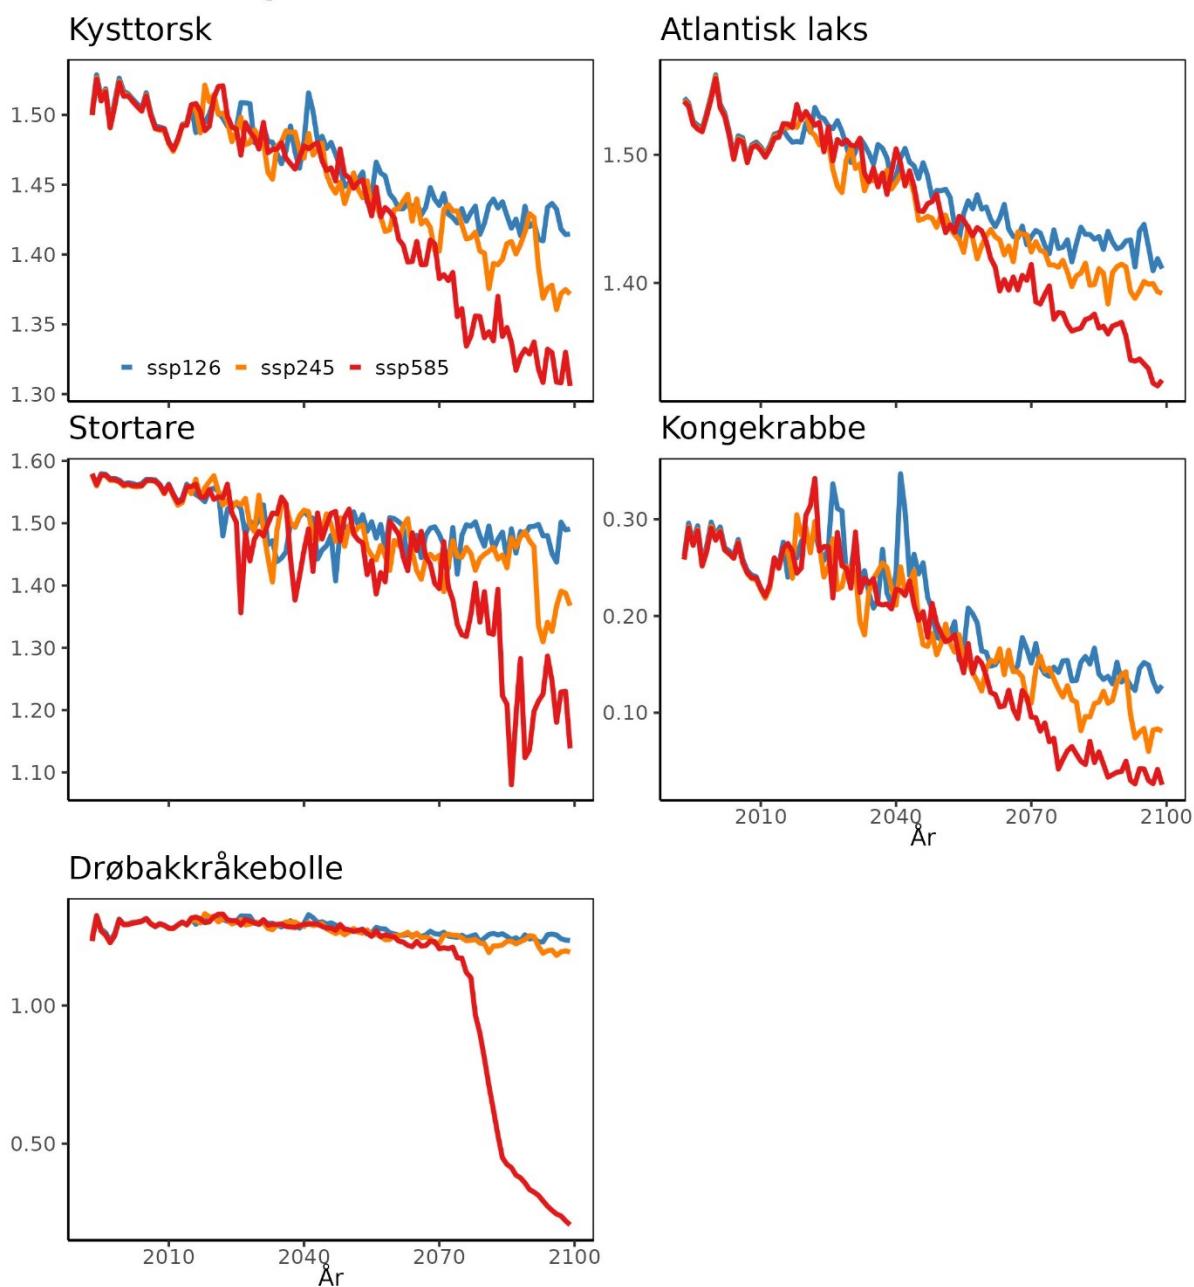 Kysttorsk
1.50
1.45
1.40
1.35
1.30
ssp126 ssp245 ssp585
Atlantisk laks
1.50
1.40
Stortare
1.60
1.50
1.40
1.30
1.20
1.10
Kongekrabbe
0.30
0.20
0.10
2010 2040 2070 2100
År
Drøbakkråkebolle
1.00
0.50
2010 2040 2070 2100
År